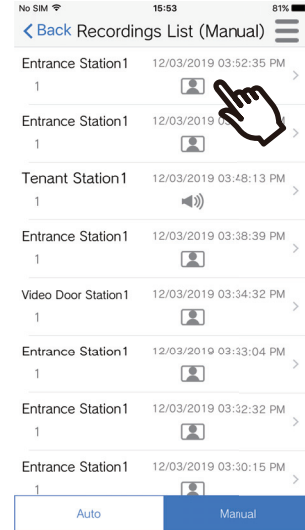 No SIM 15:53 81%
Back Recordings List (Manual)
Entrance Station1 12/03/2019 03:52:35 PM
1
Entrance Station1 12/03/2019
1
Tenant Station1 12/03/2019 03:48:13 PM
1
Entrance Station1 12/03/2019 03:38:39 PM
1
Video Door Station1 12/03/2019 03:34:32 PM
1
Entrance Station1 12/03/2019 03:33:04 PM
1
Entrance Station1 12/03/2019 03:32:32 PM
1
Entrance Station1 12/03/2019 03:30:15 PM
1
Auto Manual